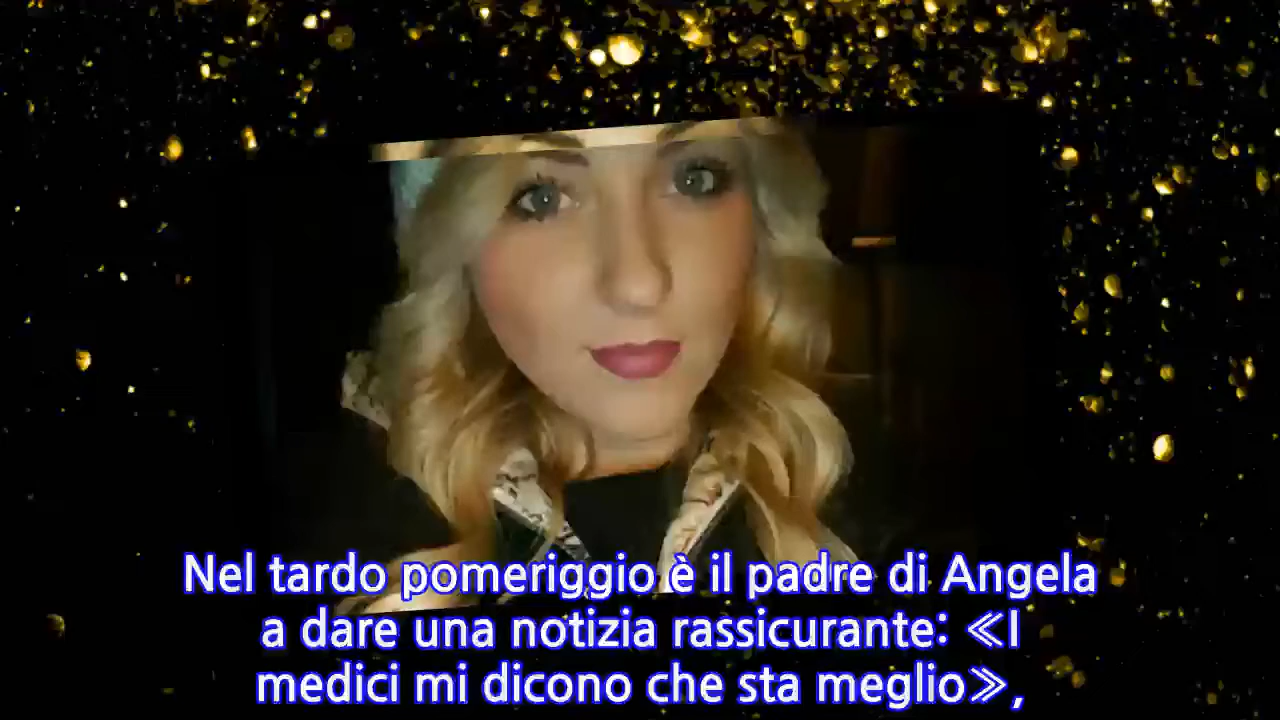 Nel tardo pomeriggio è il padre di Angela
a dare una notizia rassicurante: ≪I
medici mi dicono che sta meglio≫,